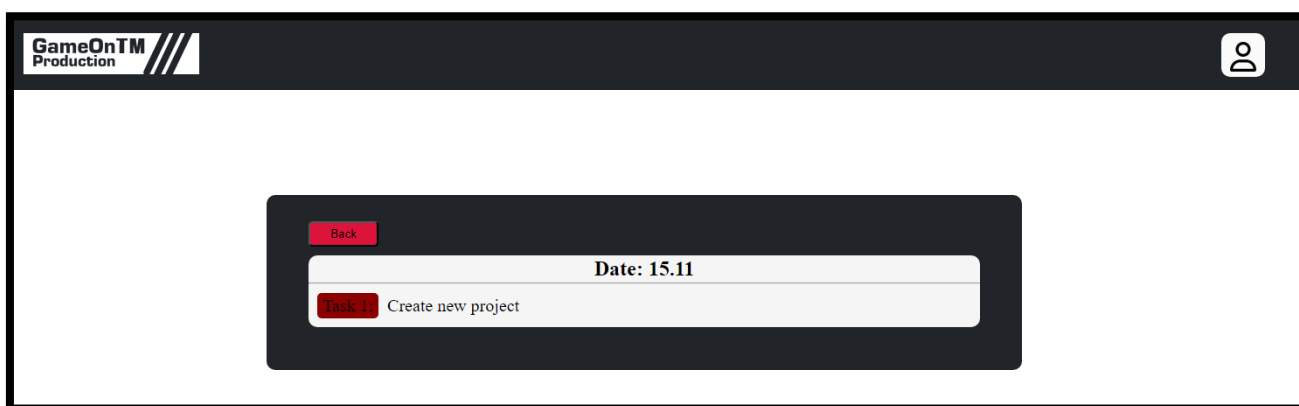 GameOnTM
Production
Back
Date: 15.11
Task 1: Create new project